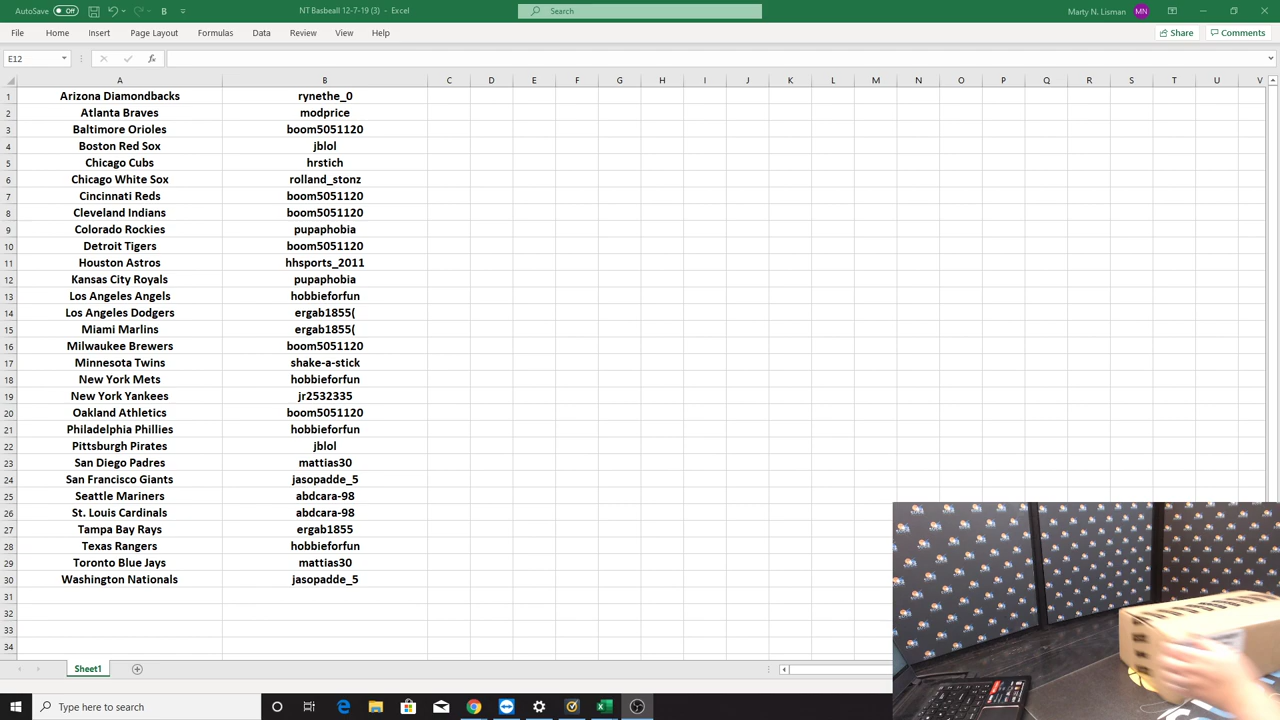 AutoSave Off B NT Basbeall 12-7-19 (3) - Excel Search Marty N. Lisman MN
File Home Insert Page Layout Formulas Data Review View Help Share Comments
E12 fx
A B C D E F G H I J K L M N O P Q R S T U V
1 Arizona Diamondbacks rynethe_0
2 Atlanta Braves modprice
3 Baltimore Orioles boom5051120
4 Boston Red Sox jblol
5 Chicago Cubs hrstich
6 Chicago White Sox rolland_stonz
7 Cincinnati Reds boom5051120
8 Cleveland Indians boom5051120
9 Colorado Rockies pupaphobia
10 Detroit Tigers boom5051120
11 Houston Astros hhsports_2011
12 Kansas City Royals pupaphobia
13 Los Angeles Angels hobbieforfun
14 Los Angeles Dodgers ergab1855(
15 Miami Marlins ergab1855(
16 Milwaukee Brewers boom5051120
17 Minnesota Twins shake-a-stick
18 New York Mets hobbieforfun
19 New York Yankees jr2532335
20 Oakland Athletics boom5051120
21 Philadelphia Phillies hobbieforfun
22 Pittsburgh Pirates jblol
23 San Diego Padres mattias30
24 San Francisco Giants jasopadde_5
25 Seattle Mariners abdcara-98
26 St. Louis Cardinals abdcara-98
27 Tampa Bay Rays ergab1855
28 Texas Rangers hobbieforfun
29 Toronto Blue Jays mattias30
30 Washington Nationals jasopadde_5
31
32
33
34
Sheet1
Type here to search